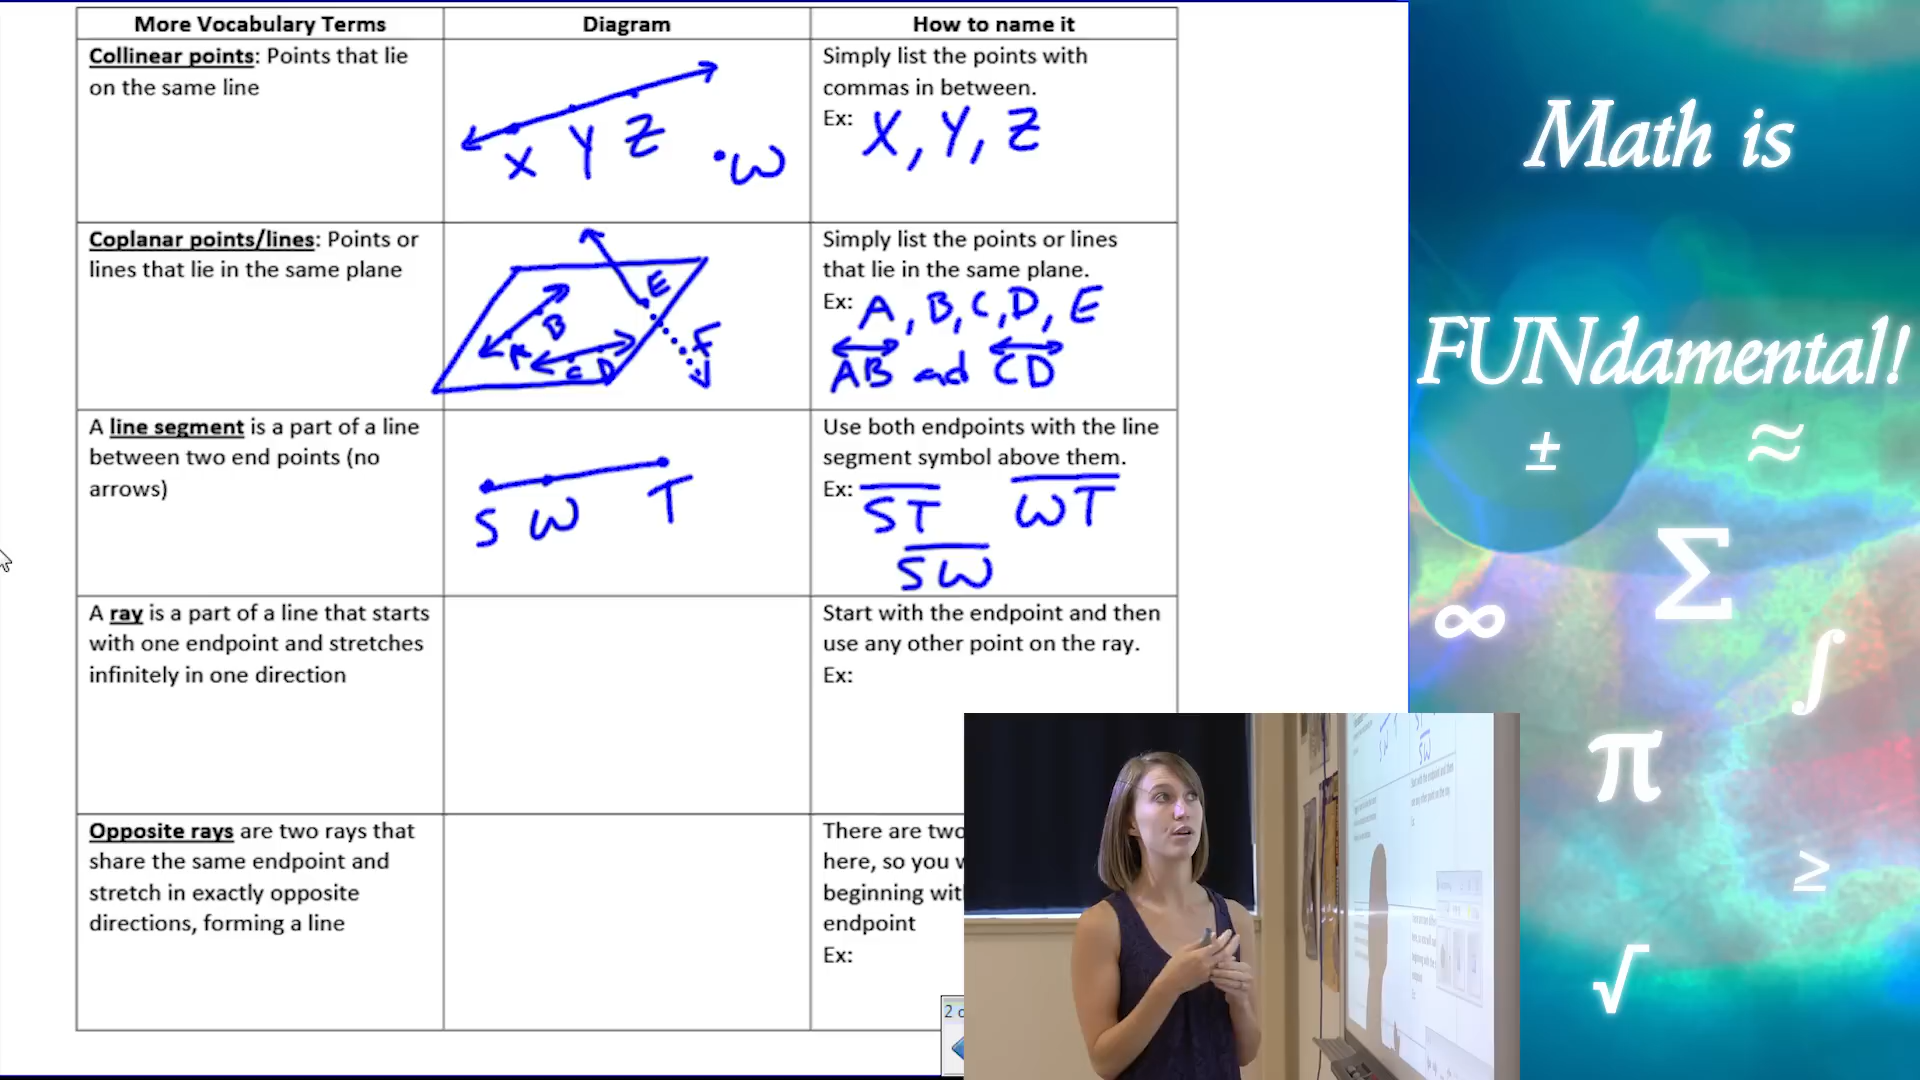 More Vocabulary Terms
Diagram
How to name it
Collinear points: Points that lie
on the same line
X Y Z
W
Simply list the points with
commas in between.
Ex: X, Y, Z
Coplanar points/lines: Points or
lines that lie in the same plane
E
B
F
A
C D
Simply list the points or lines
that lie in the same plane.
Ex: A, B, C, D, E
AB and CD
A line segment is a part of a line
between two end points (no
arrows)
S W T
Use both endpoints with the line
segment symbol above them.
Ex: ST WT
SW
A ray is a part of a line that starts
with one endpoint and stretches
infinitely in one direction
Start with the endpoint and then
use any other point on the ray.
Ex:
Opposite rays are two rays that
share the same endpoint and
stretch in exactly opposite
directions, forming a line
There are two
here, so you
beginning
endpoint
Ex:
2
Math is
FUNdamental!
± ≈
Σ
∞
∫
π
≥
√